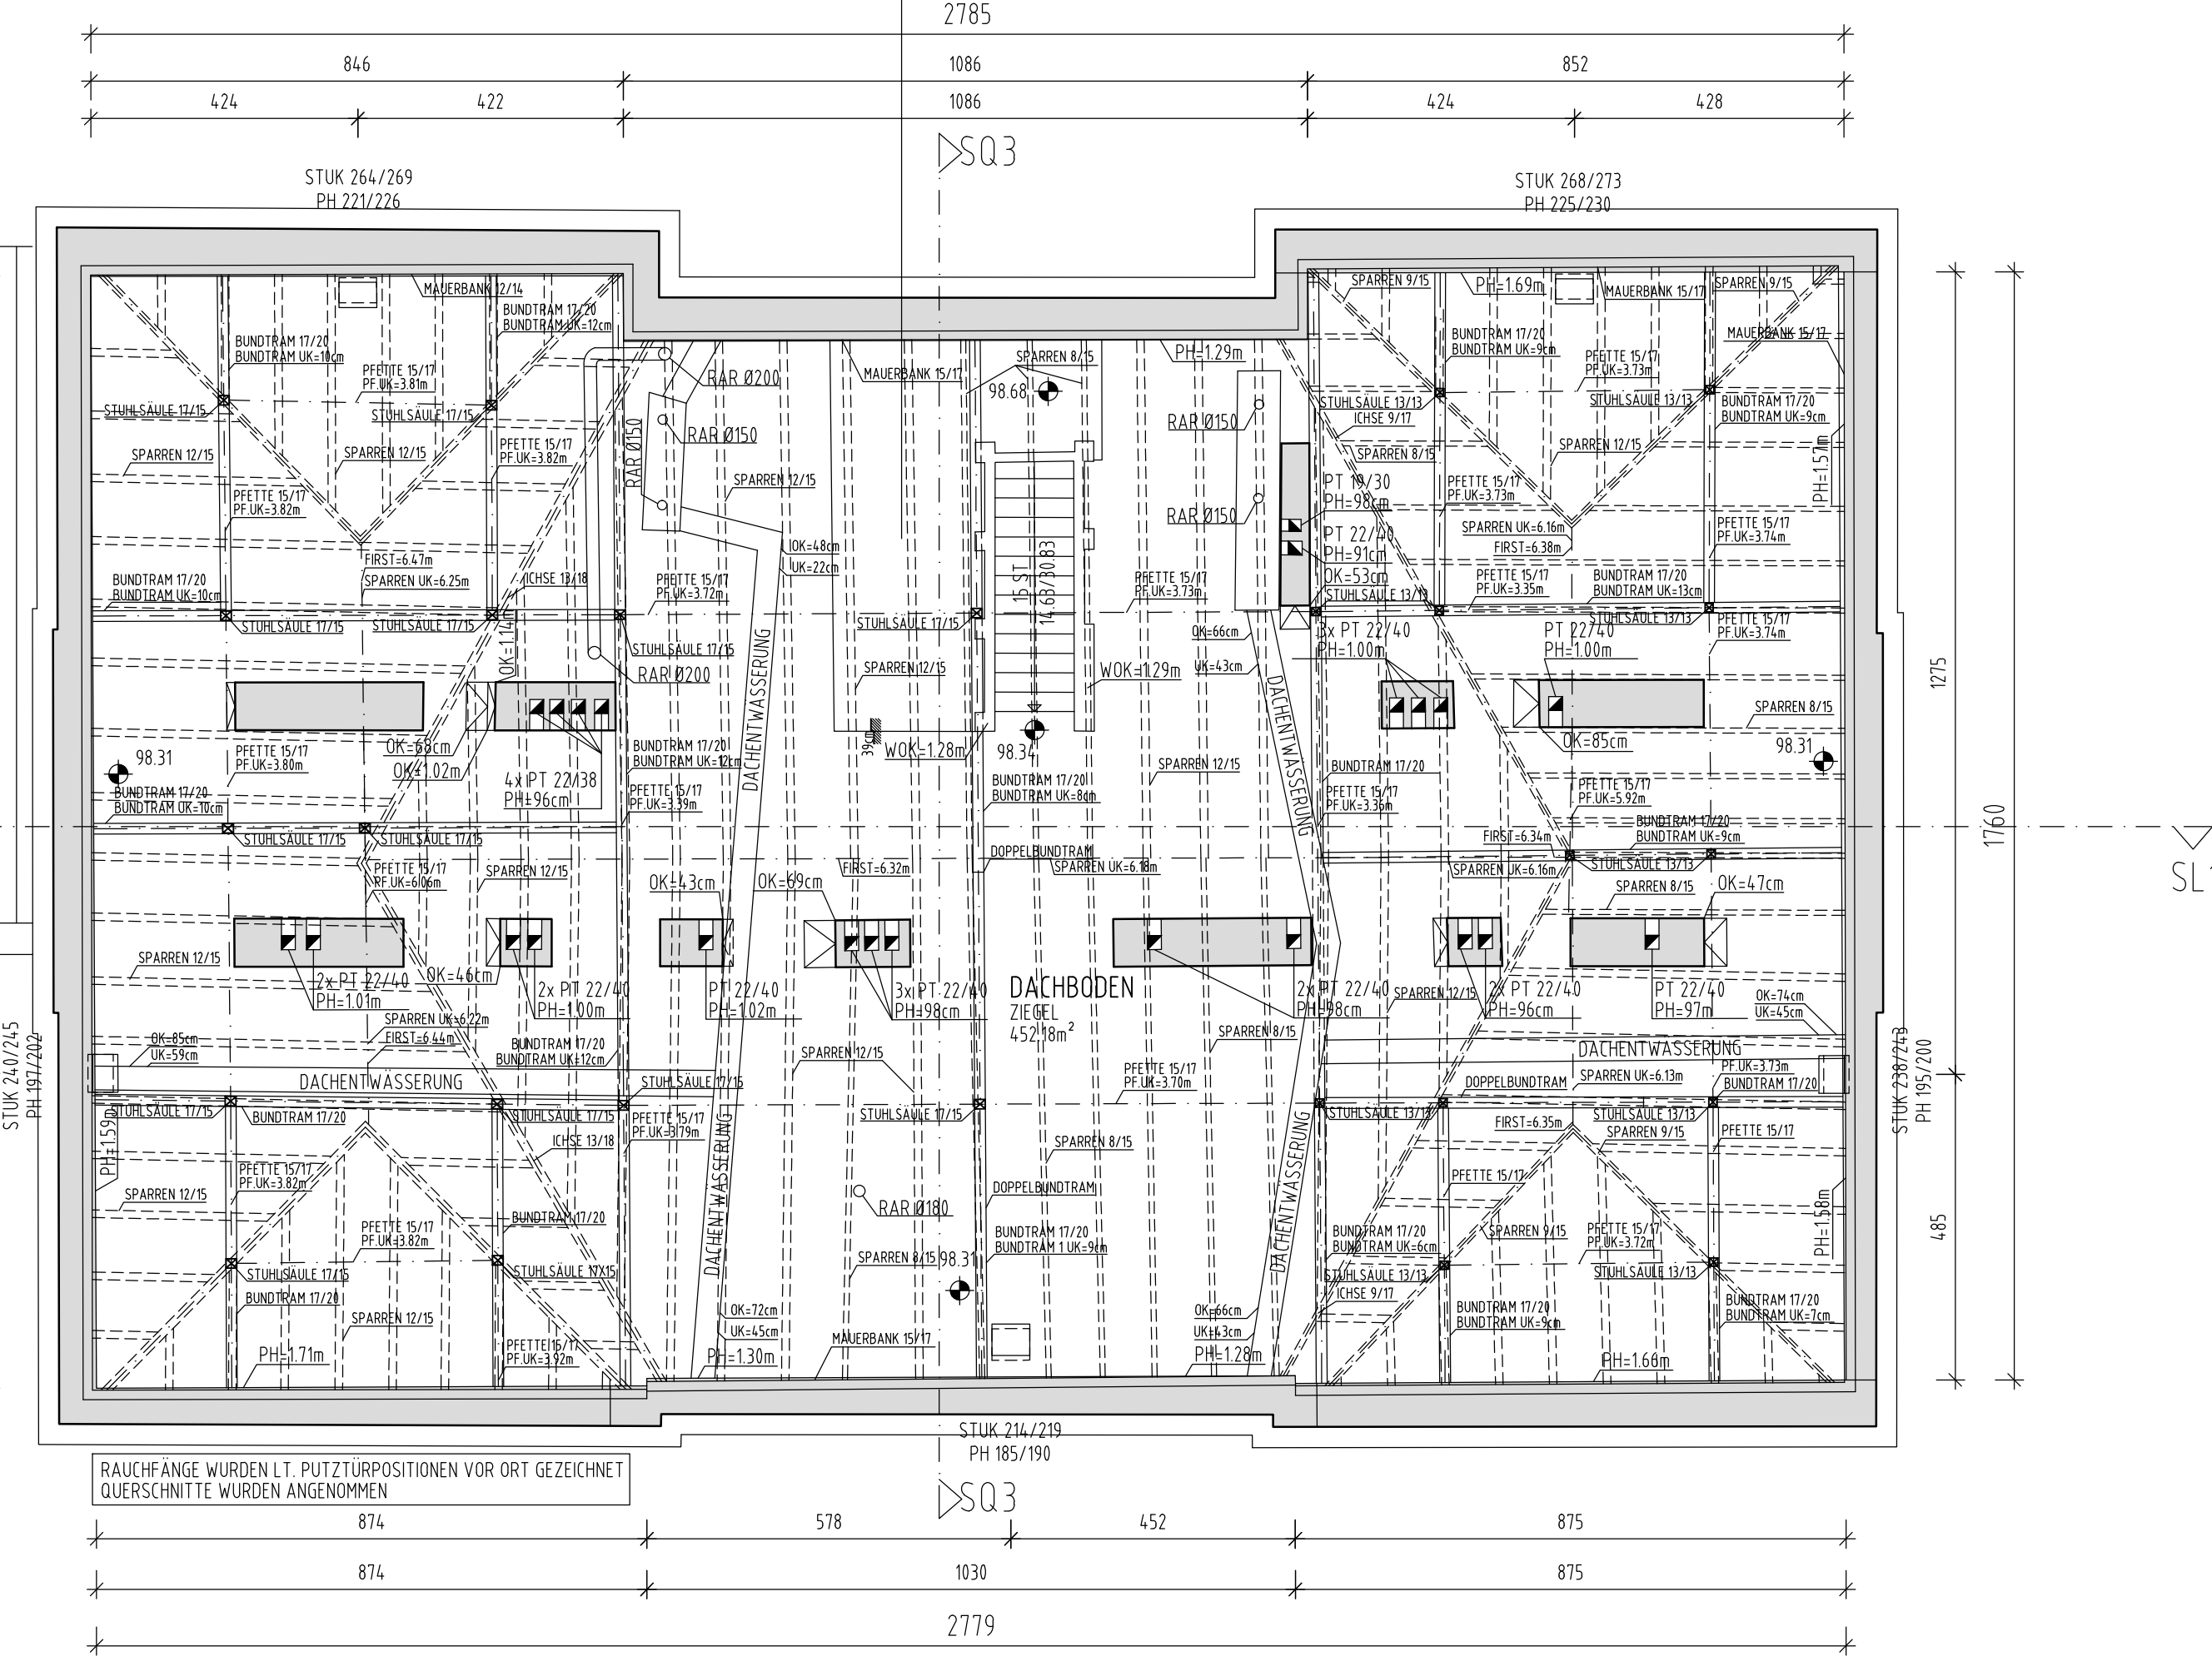 2785
846
1086
852
424
422
1086
424
428
SQ3
STUK 264/269
PH 221/226
STUK 268/273
PH 225/230
MAUERBANK 12/14
BUNDTRAM 17/20
BUNDTRAM UK=12cm
BUNDTRAM 17/20
BUNDTRAM UK=10cm
PFETTE 15/17
PF.UK=3.81m
STUHLSÄULE 17/15
STUHLSÄULE 17/15
SPARREN 12/15
SPARREN 12/15
PFETTE 15/17
PF.UK=3.82m
PFETTE 15/17
PF.UK=3.82m
FIRST=6.47m
SPARREN UK=6.25m
BUNDTRAM 17/20
BUNDTRAM UK=10cm
ICHSE 13/18
STUHLSÄULE 17/15
STUHLSÄULE 17/15
OK=1.14m
RAR Ø200
RAR Ø150
RAR Ø150
SPARREN 12/15
OK=48cm
UK=22cm
PFETTE 15/17
PF.UK=3.72m
STUHLSÄULE 17/15
RAR Ø200
DACHENTWÄSSERUNG
MAUERBANK 15/17
SPARREN 8/15
98.68
PH=1.29m
RAR Ø150
RAR Ø150
15 ST
14.63/30.83
PFETTE 15/17
PF.UK=3.73m
STUHLSÄULE 17/15
SPARREN 12/15
OK=66cm
UK=43cm
WOK=1.29m
WOK=1.28m
39cm
98.34
DACHENTWÄSSERUNG
SPARREN 9/15
PH=1.69m
MAUERBANK 15/17
SPARREN 9/15
MAUERBANK 15/17
BUNDTRAM 17/20
BUNDTRAM UK=9cm
PFETTE 15/17
PF.UK=3.73m
STUHLSÄULE 13/13
ICHSE 9/17
STUHLSÄULE 13/13
BUNDTRAM 17/20
BUNDTRAM UK=9cm
SPARREN 8/15
SPARREN 12/15
PH=1.57m
PT 19/30
PH=98cm
PT 22/40
PH=91cm
OK=53cm
STUHLSÄULE 13/13
PFETTE 15/17
PF.UK=3.73m
SPARREN UK=6.16m
FIRST=6.38m
PFETTE 15/17
PF.UK=3.74m
PFETTE 15/17
PF.UK=3.35m
BUNDTRAM 17/20
BUNDTRAM UK=13cm
STUHLSÄULE 13/13
PFETTE 15/17
PF.UK=3.74m
3x PT 22/40
PH=1.00m
PT 22/40
PH=1.00m
SPARREN 8/15
OK=85cm
98.31
98.31
OK=68cm
OK=1.02m
4x PT 22/38
PH=96cm
PFETTE 15/17
PF.UK=3.80m
BUNDTRAM 17/20
BUNDTRAM UK=10cm
STUHLSÄULE 17/15
STUHLSÄULE 17/15
BUNDTRAM 17/20
BUNDTRAM UK=12cm
PFETTE 15/17
PF.UK=3.39m
SPARREN 12/15
BUNDTRAM 17/20
BUNDTRAM UK=8cm
BUNDTRAM 17/20
PFETTE 15/17
PF.UK=3.36m
PFETTE 15/17
PF.UK=5.92m
BUNDTRAM 17/20
BUNDTRAM UK=9cm
FIRST=6.34m
STUHLSÄULE 13/13
SPARREN UK=6.16m
PFETTE 15/17
PF.UK=6.06m
SPARREN 12/15
OK=43cm
OK=69cm
FIRST=6.32m
DOPPELBUNDTRAM
SPARREN UK=6.18m
SPARREN 8/15
OK=47cm
SPARREN 12/15
2x PT 22/40
PH=1.01m
OK=46cm
2x PT 22/40
PH=1.00m
PT 22/40
PH=1.02m
3x PT 22/40
PH=98cm
DACHBODEN
ZIEGEL
452.18m²
2x PT 22/40
PH=98cm
SPARREN 12/15
2x PT 22/40
PH=96cm
PT 22/40
PH=97m
OK=74cm
UK=45cm
SPARREN UK=6.22m
FIRST=6.44m
OK=85cm
UK=59cm
BUNDTRAM 17/20
BUNDTRAM UK=12cm
SPARREN 12/15
SPARREN 8/15
DACHENTWÄSSERUNG
DACHENTWÄSSERUNG
STUHLSÄULE 17/15
PFETTE 15/17
PF.UK=3.70m
DOPPELBUNDTRAM
SPARREN UK=6.13m
PF.UK=3.73m
BUNDTRAM 17/20
STUHLSÄULE 17/15
BUNDTRAM 17/20
STUHLSÄULE 17/15
PFETTE 15/17
PF.UK=3.79m
STUHLSÄULE 17/15
STUHLSÄULE 13/13
STUHLSÄULE 13/13
FIRST=6.35m
SPARREN 9/15
PFETTE 15/17
PH=1.59m
ICHSE 13/18
DACHENTWÄSSERUNG
SPARREN 8/15
DACHENTWÄSSERUNG
SPARREN 12/15
PFETTE 15/17
PF.UK=3.82m
DOPPELBUNDTRAM
PFETTE 15/17
PH=1.58m
RAR Ø180
PFETTE 15/17
PF.UK=3.82m
BUNDTRAM 17/20
BUNDTRAM 17/20
BUNDTRAM 1 UK=9cm
BUNDTRAM 17/20
BUNDTRAM UK=6cm
SPARREN 9/15
PFETTE 15/17
PF.UK=3.72m
STUHLSÄULE 17/15
STUHLSÄULE 17/15
SPARREN 8/15
98.31
STUHLSÄULE 13/13
STUHLSÄULE 13/13
ICHSE 9/17
BUNDTRAM 17/20
SPARREN 12/15
OK=72cm
UK=45cm
MAUERBANK 15/17
OK=66cm
UK=43cm
BUNDTRAM 17/20
BUNDTRAM UK=9cm
BUNDTRAM 17/20
BUNDTRAM UK=7cm
PH=1.71m
PFETTE 15/17
PF.UK=3.92m
PH=1.30m
PH=1.28m
PH=1.66m
STUK 240/245
PH 197/202
STUK 238/243
PH 195/200
1275
485
1760
SL
STUK 214/219
PH 185/190
RAUCHFÄNGE WURDEN LT. PUTZTÜRPOSITIONEN VOR ORT GEZEICHNET
QUERSCHNITTE WURDEN ANGENOMMEN
SQ3
874
578
452
875
874
1030
875
2779